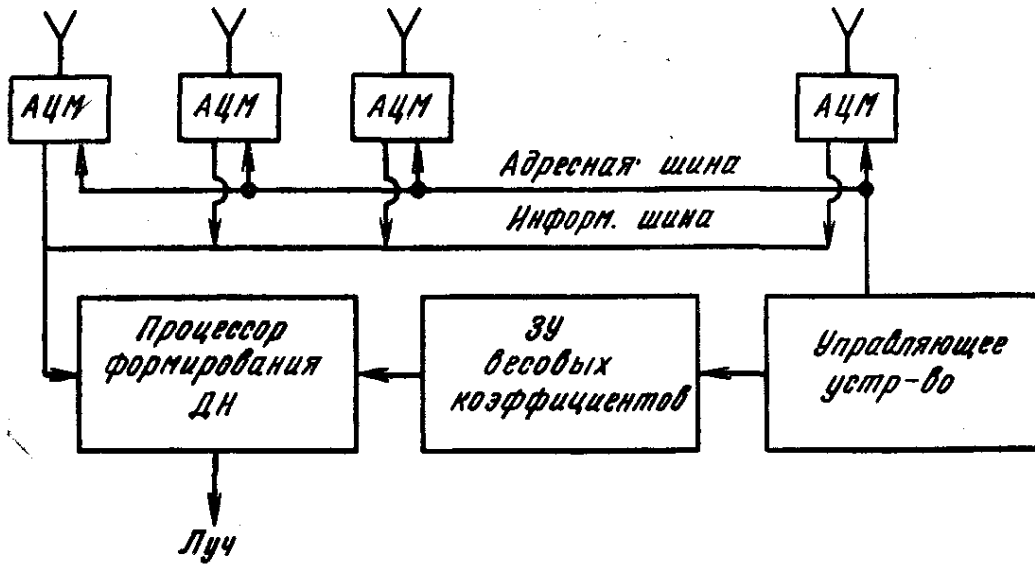 АЦМ
АЦМ
АЦМ
АЦМ
Адресная шина
Информ. шина
Процессор
формирования
ДН
ЗУ
весовых
коэффициентов
Управляющее
устр-во
Луч